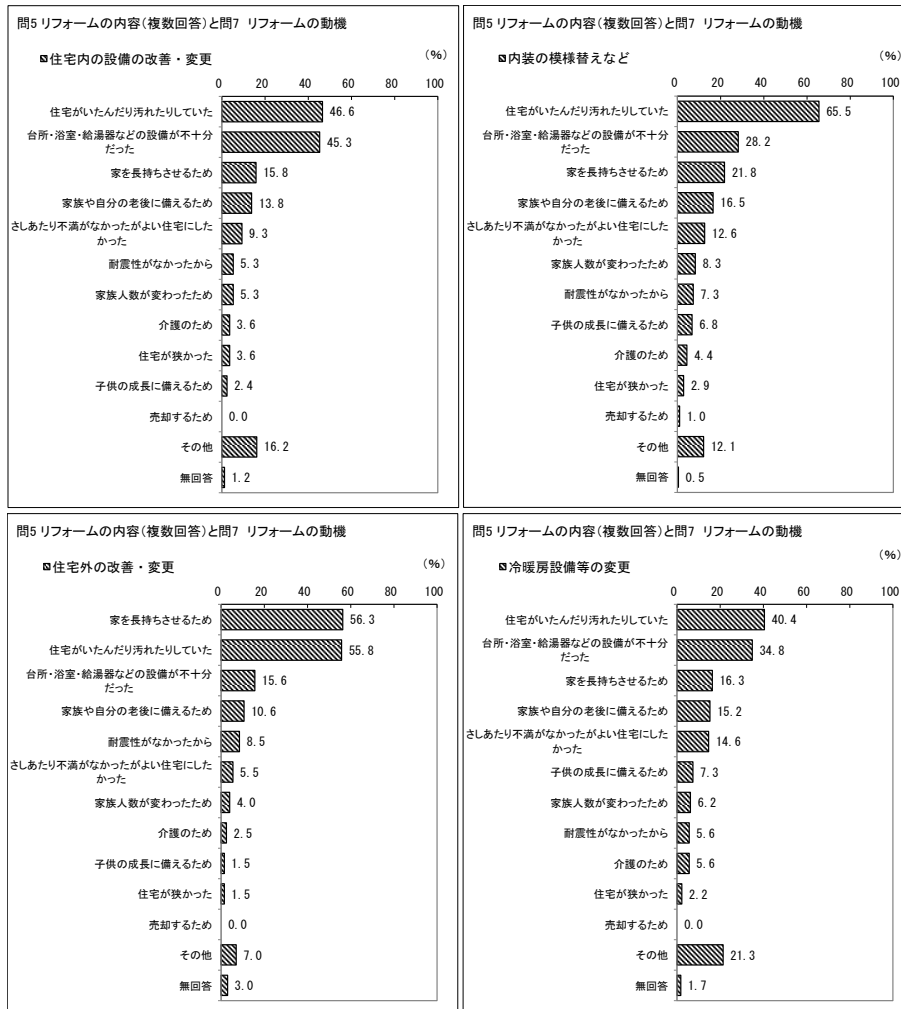 問5 リフォームの内容(複数回答)と問7 リフォームの動機
住宅内の設備の改善・変更
(%)
0 20 40 60 80 100
住宅がいたんだり汚れたりしていた 46.6
台所・浴室・給湯器などの設備が不十分
だった 45.3
家を長持ちさせるため 15.8
家族や自分の老後に備えるため 13.8
さしあたり不満がなかったがよい住宅にした
かった 9.3
耐震性がなかったから 5.3
家族人数が変わったため 5.3
介護のため 3.6
住宅が狭かった 3.6
子供の成長に備えるため 2.4
売却するため 0.0
その他 16.2
無回答 1.2
問5 リフォームの内容(複数回答)と問7 リフォームの動機
内装の模様替えなど
(%)
0 20 40 60 80 100
住宅がいたんだり汚れたりしていた 65.5
台所・浴室・給湯器などの設備が不十分
だった 28.2
家を長持ちさせるため 21.8
家族や自分の老後に備えるため 16.5
さしあたり不満がなかったがよい住宅にした
かった 12.6
家族人数が変わったため 8.3
耐震性がなかったから 7.3
子供の成長に備えるため 6.8
介護のため 4.4
住宅が狭かった 2.9
売却するため 1.0
その他 12.1
無回答 0.5
問5 リフォームの内容(複数回答)と問7 リフォームの動機
住宅外の改善・変更
(%)
0 20 40 60 80 100
家を長持ちさせるため 56.3
住宅がいたんだり汚れたりしていた 55.8
台所・浴室・給湯器などの設備が不十分
だった 15.6
家族や自分の老後に備えるため 10.6
耐震性がなかったから 8.5
さしあたり不満がなかったがよい住宅にした
かった 5.5
家族人数が変わったため 4.0
介護のため 2.5
子供の成長に備えるため 1.5
住宅が狭かった 1.5
売却するため 0.0
その他 7.0
無回答 3.0
問5 リフォームの内容(複数回答)と問7 リフォームの動機
(%)
冷暖房設備等の変更
0 20 40 60 80 100
住宅がいたんだり汚れたりしていた 40.4
台所・浴室・給湯器などの設備が不十分
だった 34.8
家を長持ちさせるため 16.3
家族や自分の老後に備えるため 15.2
さしあたり不満がなかったがよい住宅にした
かった 14.6
子供の成長に備えるため 7.3
家族人数が変わったため 6.2
耐震性がなかったから 5.6
介護のため 5.6
住宅が狭かった 2.2
売却するため 0.0
その他 21.3
無回答 1.7